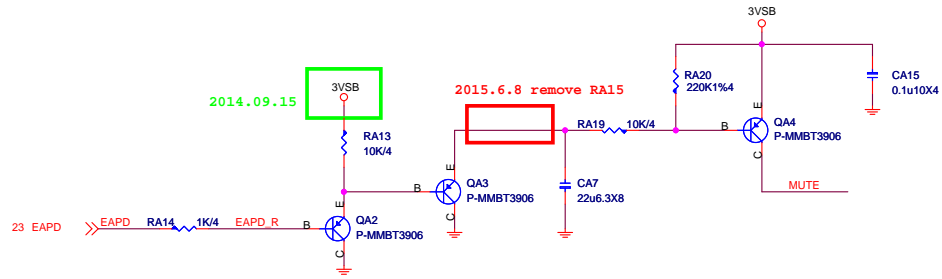 3VSB
3VSB
2014.09.15
2015.6.8 remove RA15
RA20
220K1%4
CA15
0.1u10X4
RA13
10K/4
RA19
10K/4
B
E
C
QA4
P-MMBT3906
B
E
C
QA3
P-MMBT3906
CA7
22u6.3X8
MUTE
23 EAPD
EAPD
RA14
1K/4
EAPD_R
B
E
C
QA2
P-MMBT3906